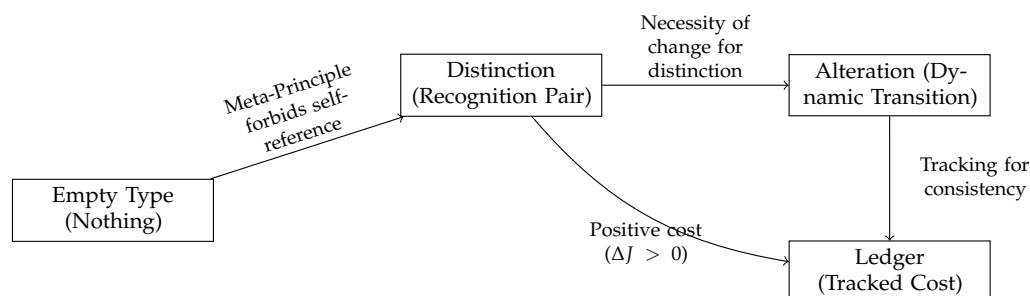 Necessity of
change for
distinction
Distinction
(Recognition Pair)
Alteration (Dy-
namic Transition)
Meta-Principle
forbids self-
reference
Tracking for
consistency
Empty Type
(Nothing)
Positive cost
(ΔJ > 0)
Ledger
(Tracked Cost)